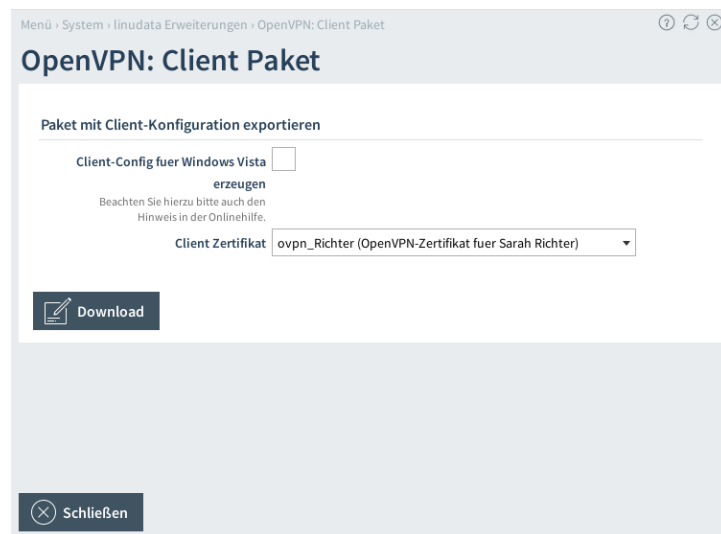 Menü › System › linudata Erweiterungen › OpenVPN: Client Paket
OpenVPN: Client Paket
Paket mit Client-Konfiguration exportieren
Client-Config fuer Windows Vista
erzeugen
Beachten Sie hierzu bitte auch den
Hinweis in der Onlinehilfe.
Client Zertifikat
ovpn_Richter (OpenVPN-Zertifikat fuer Sarah Richter)
Download
Schließen